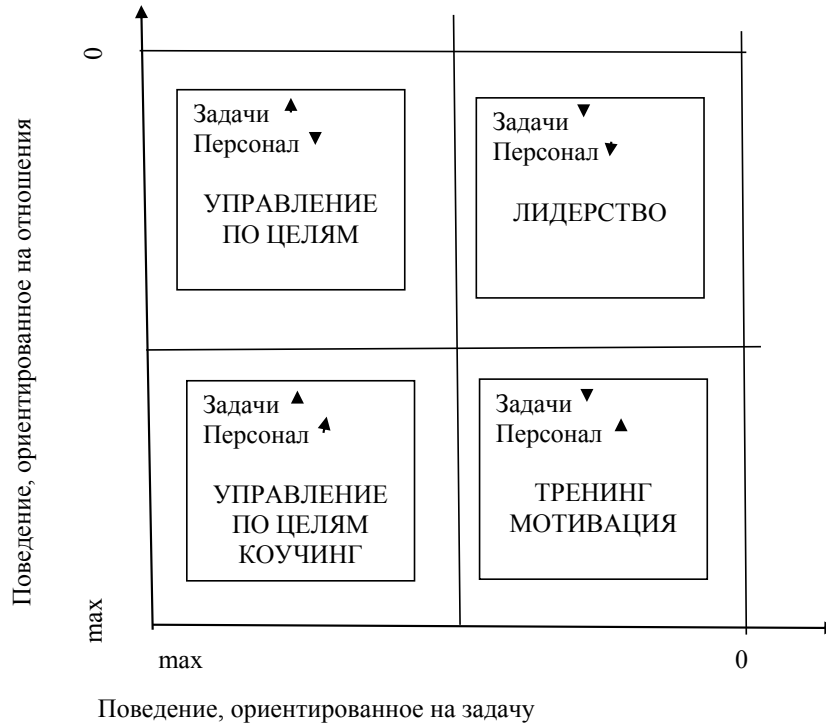 0
Задачи
Персонал
УПРАВЛЕНИЕ
ПО ЦЕЛЯМ
Задачи
Персонал
ЛИДЕРСТВО
Поведение, ориентированное на отношения
Задачи
Персонал
УПРАВЛЕНИЕ
ПО ЦЕЛЯМ
КОУЧИНГ
Задачи
Персонал
ТРЕНИНГ
МОТИВАЦИЯ
max
max
0
Поведение, ориентированное на задачу